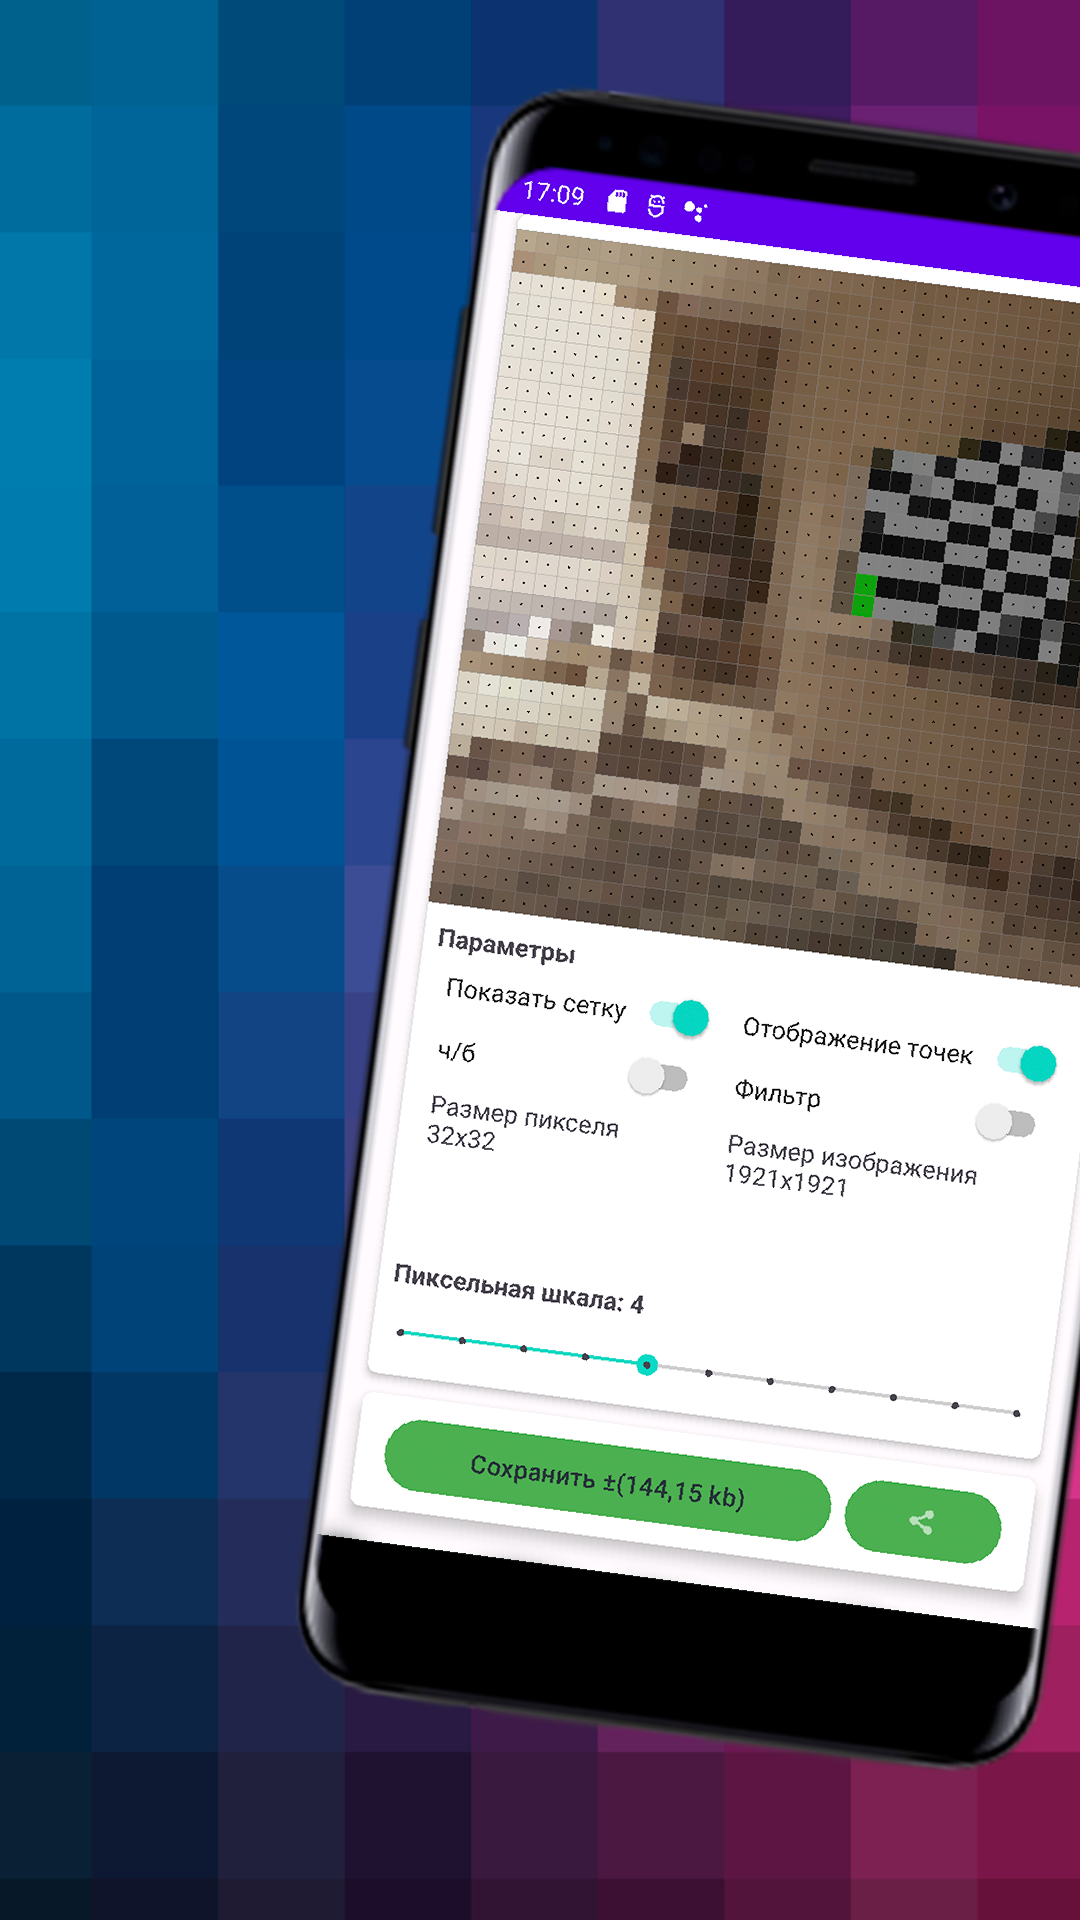 17:09
Параметры
Показать сетку
Отображение точек
ч/б
Фильтр
Размер пикселя
32x32
Размер изображения
1921x1921
Пиксельная шкала: 4
Сохранить ±(144,15 kb)